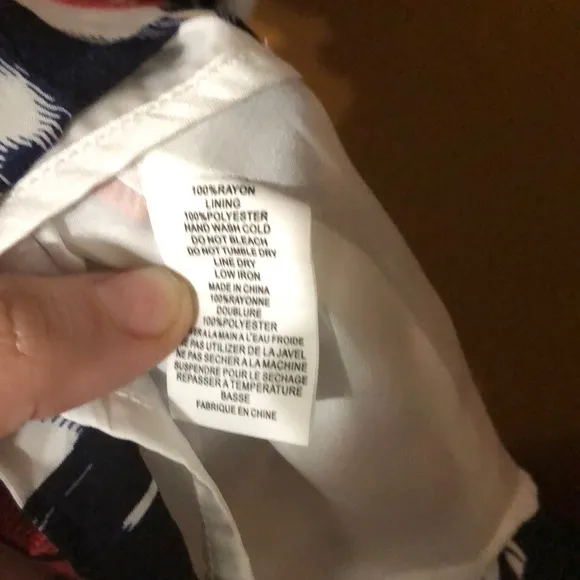 100%RAYON
LINING
100%POLYESTER
HAND WASH COLD
DO NOT BLEACH
DO NOT TUMBLE DRY
LINE DRY
LOW IRON
MADE IN CHINA
100%RAYONNE
DOUBLURE
100%POLYESTER
A LA MAIN A L'EAU FROIDE
NE PAS UTILIZER DE LA JAVEL
NE PAS SECHER A LA MACHINE
SUSPENDRE POUR LE SECHAGE
REPASSER A TEMPERATURE
BASSE
FABRIQUE EN CHINE